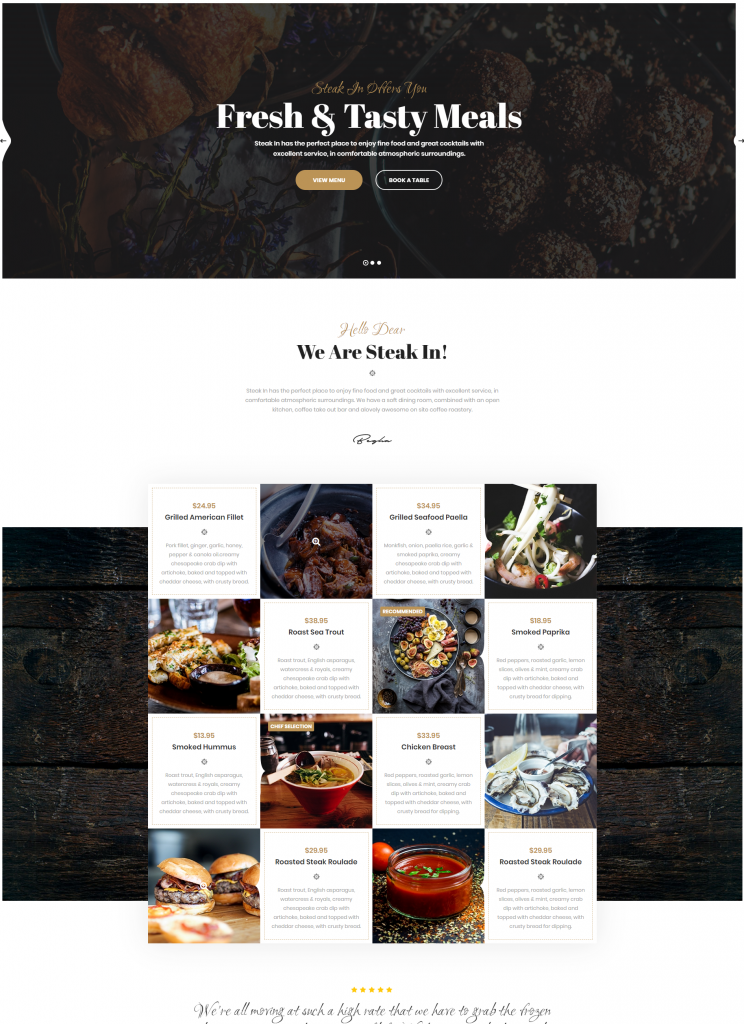 Steak In Offers You
Fresh & Tasty Meals
Steak In has the perfect place to enjoy fine food and great cocktails with
excellent service, in comfortable atmospheric surroundings.
VIEW MENU
BOOK A TABLE
Hello Dear
We Are Steak In!
Steak In has the perfect place to enjoy fine food and great cocktails with excellent service, in
comfortable atmospheric surroundings. We have a soft dining room, combined with an open
kitchen, coffee take out bar and alovely awesome on site coffee roastery.
$24.95
Grilled American Fillet
Pork fillet, ginger, garlic, honey,
pepper & canola oil,creamy
chesapeake crab dip with
artichoke, baked and topped with
cheddar cheese, with crusty bread.
$34.95
Grilled Seafood Paella
Monkfish, onion, paella rice, garlic &
smoked paprika, creamy
chesapeake crab dip with
artichoke, baked and topped with
cheddar cheese, with crusty bread.
$38.95
Roast Sea Trout
Roast trout, English asparagus,
watercress & royals, creamy
chesapeake crab dip with
artichoke, baked and topped with
cheddar cheese, with crusty bread.
RECOMMENDED
$18.95
Smoked Paprika
Red peppers, roasted garlic, lemon
slices, olives & mint, creamy crab
dip with artichoke, baked and
topped with cheddar cheese, with
crusty bread for dipping.
$13.95
Smoked Hummus
Roast trout, English asparagus,
watercress & royals, creamy
chesapeake crab dip with
artichoke, baked and topped with
cheddar cheese, with crusty bread.
CHEF SELECTION
$33.95
Chicken Breast
Red peppers, roasted garlic, lemon
slices, olives & mint, creamy crab
dip with artichoke, baked and
topped with cheddar cheese, with
crusty bread for dipping.
$29.95
Roasted Steak Roulade
Roast trout, English asparagus,
watercress & royals, creamy
chesapeake crab dip with
artichoke, baked and topped with
cheddar cheese, with crusty bread.
$29.95
Roasted Steak Roulade
Red peppers, roasted garlic, lemon
slices, olives & mint, creamy crab
dip with artichoke, baked and
topped with cheddar cheese, with
crusty bread for dipping.
We're all moving at such a high rate that we have to grab the frozen